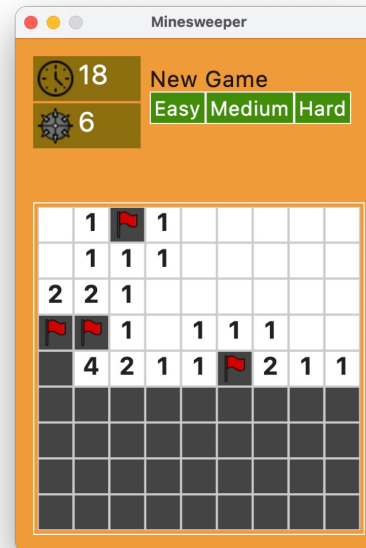 Minesweeper
18
New Game
6
Easy Medium Hard
1 1
1 1 1
2 2 1
1 1 1 1
4 2 1 1 2 1 1